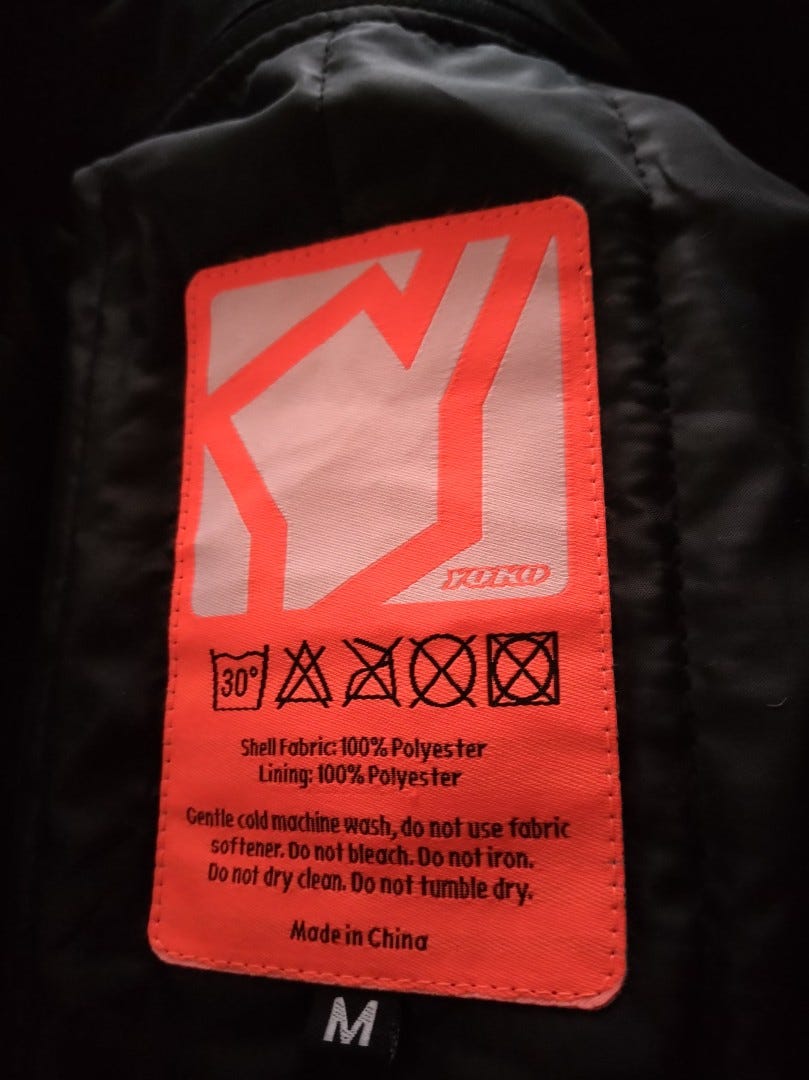 YOKO
30°
Shell Fabric: 100% Polyester
Lining: 100% Polyester
Gentle cold machine wash, do not use fabric
softener. Do not bleach. Do not iron.
Do not dry clean. Do not tumble dry.
Made in China
M